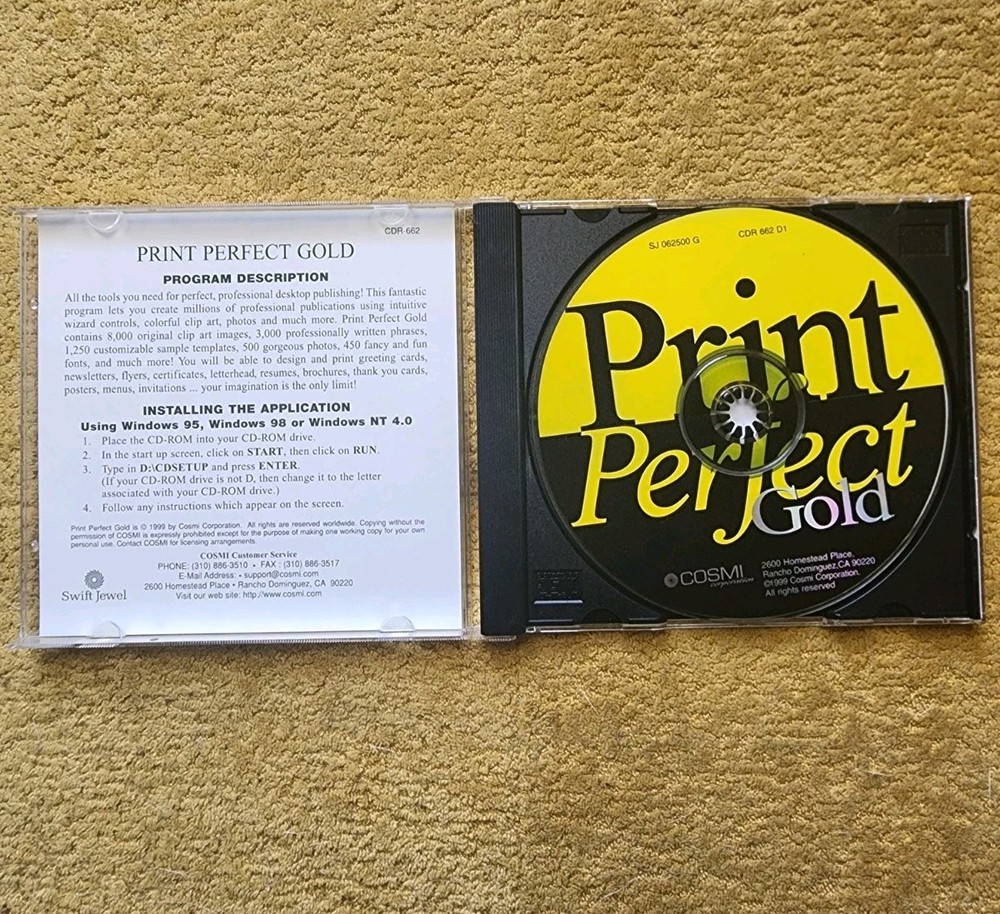 CDR-662
PRINT PERFECT GOLD
PROGRAM DESCRIPTION
All the tools you need for perfect, professional desktop publishing! This fantastic
program lets you create millions of professional publications using intuitive
wizard controls, colorful clip art, photos and much more. Print Perfect Gold
contains 8,000 original clip art images, 3,000 professionally written phrases,
1,250 customizable sample templates, 500 gorgeous photos, 450 fancy and fun
fonts, and much more! You will be able to design and print greeting cards,
newsletters, flyers, certificates, letterhead, resumes, brochures, thank you cards,
posters, menus, invitations ... your imagination is the only limit!
INSTALLING THE APPLICATION
Using Windows 95, Windows 98 or Windows NT 4.0
1. Place the CD-ROM into your CD-ROM drive.
2. In the start up screen, click on START, then click on RUN.
3. Type in D:\CDSETUP and press ENTER.
(If your CD-ROM drive is not D, then change it to the letter
associated with your CD-ROM drive.)
4. Follow any instructions which appear on the screen.
Print Perfect Gold is © 1999 by Cosmi Corporation. All rights are reserved worldwide. Copying without the
permission of COSMI is expressly prohibited except for the purpose of making one working copy for your own
personal use. Contact COSMI for licensing arrangements.
COSMI Customer Service
PHONE: (310) 886-3510 • FAX : (310) 886-3517
E-Mail Address: • support@cosmi.com
2600 Homestead Place • Rancho Dominguez, CA 90220
Visit our web site: http://www.cosmi.com
Swift Jewel
SJ 062500 G
CDR 662 D1
Print
Perfect
Gold
COSMI
corporation
2600 Homestead Place.
Rancho Dominguez, CA 90220
©1999 Cosmi Corporation.
All rights reserved